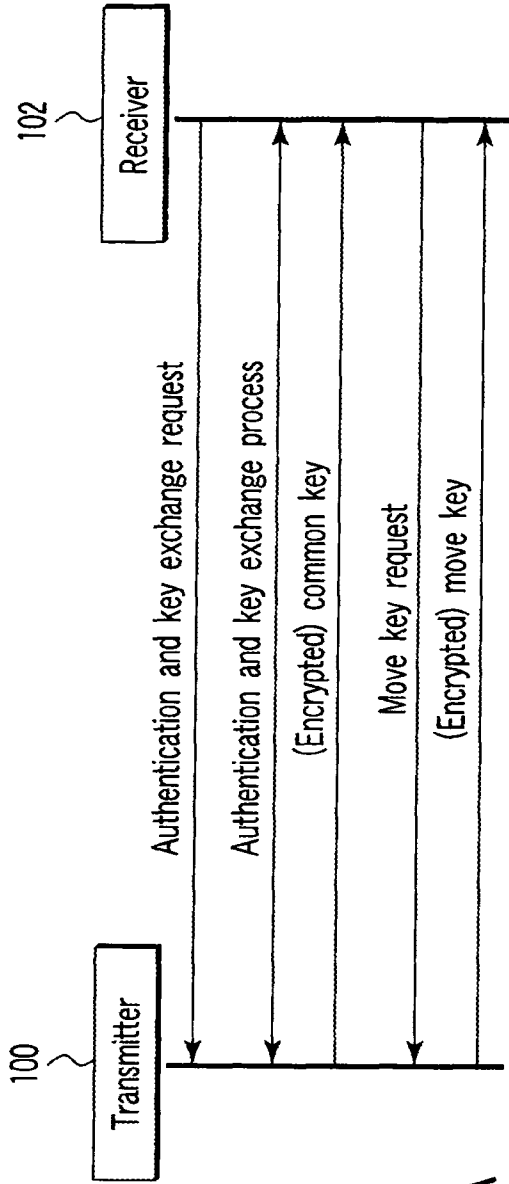 100
Transmitter
102
Receiver
Authentication and key exchange request
Authentication and key exchange process
(Encrypted) common key
Move key request
(Encrypted) move key